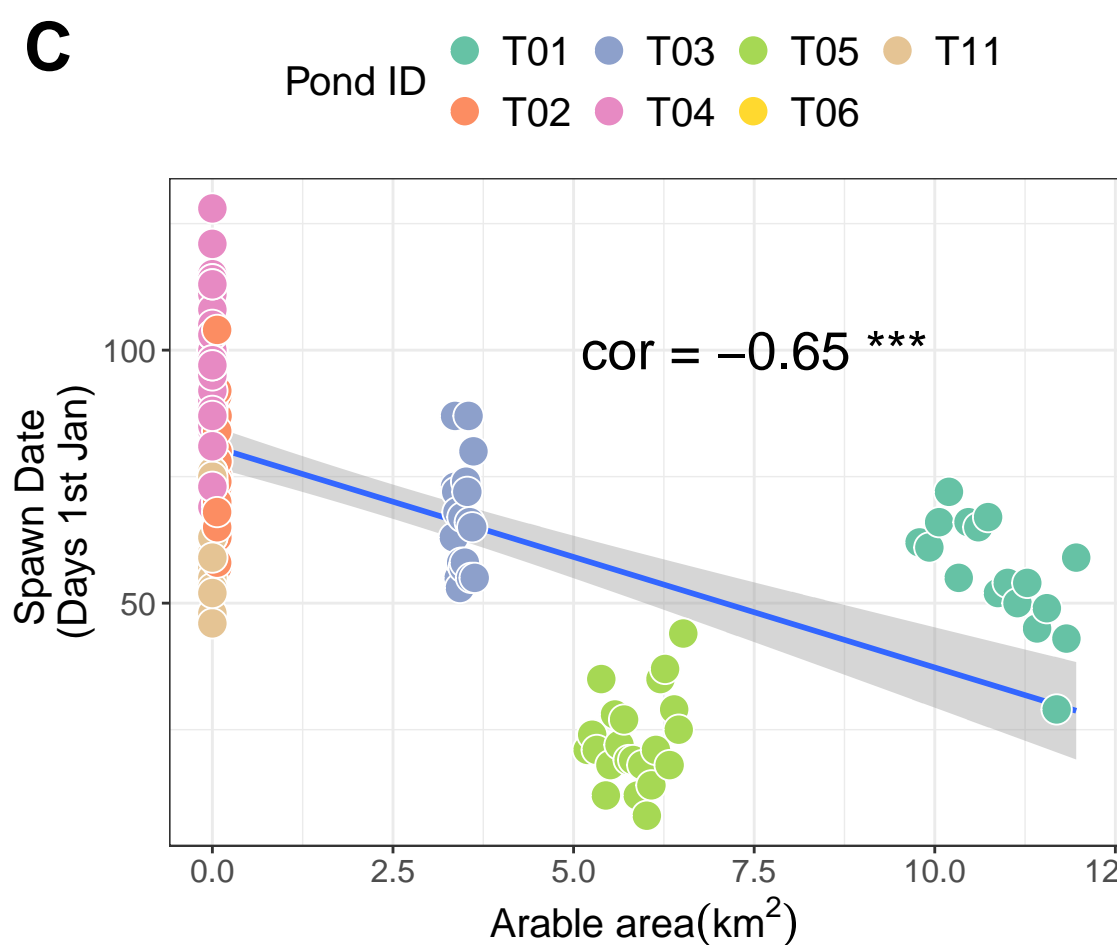 C
Pond ID
T01 T03 T05 T11
T02 T04 T06
cor = −0.65 ***
Spawn Date
(Days 1st Jan)
100
50
0.0 2.5 5.0 7.5 10.0 12
Arable area(km²)